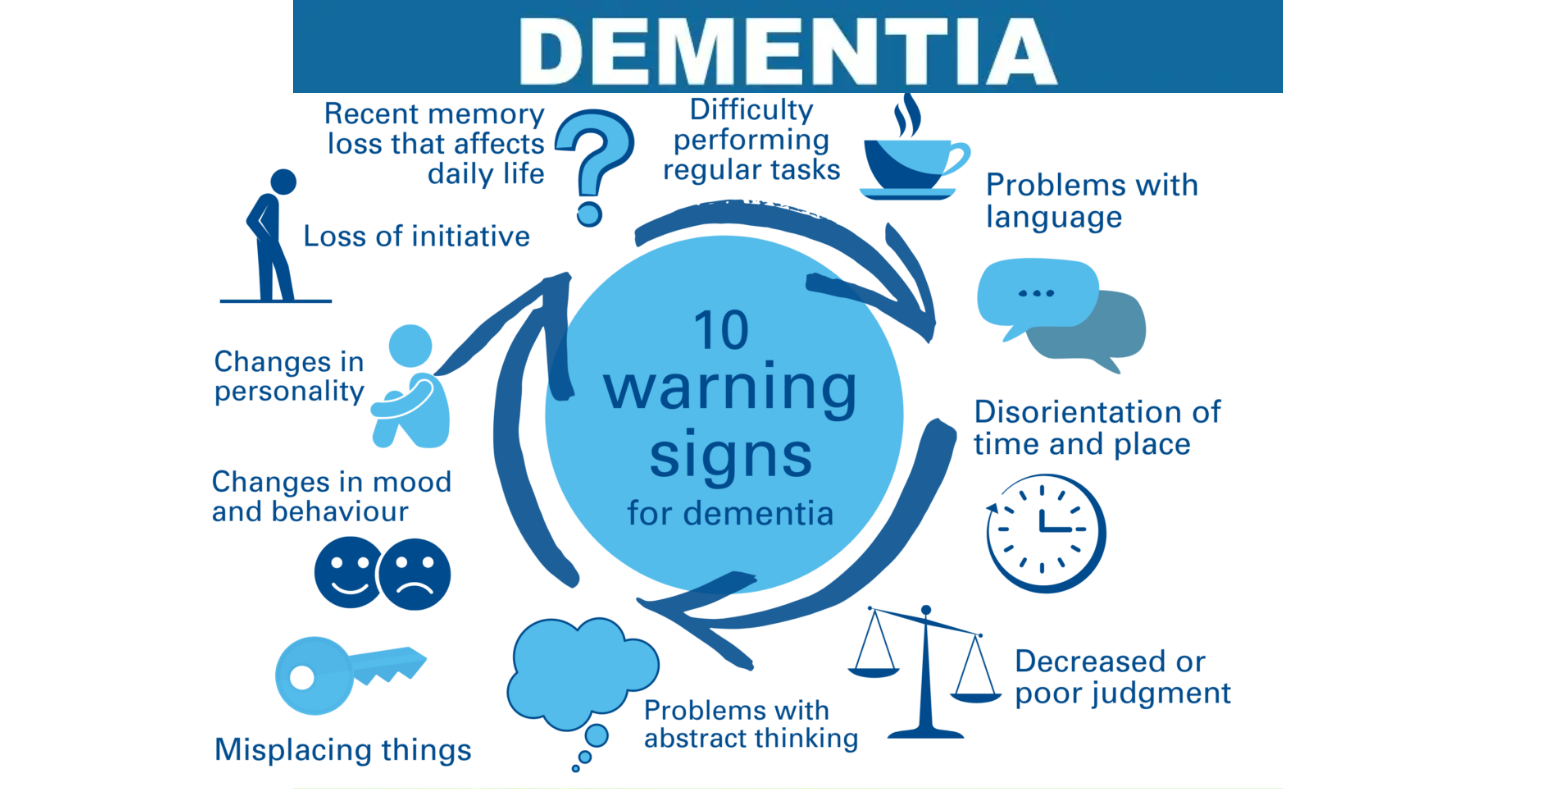 DEMENTIA
Recent memory
loss that affects
daily life
Difficulty
performing
regular tasks
Problems with
language
Disorientation of
time and place
Decreased or
poor judgment
Problems with
abstract thinking
Misplacing things
Changes in mood
and behaviour
Changes in
personality
Loss of initiative
10
warning
signs
for dementia